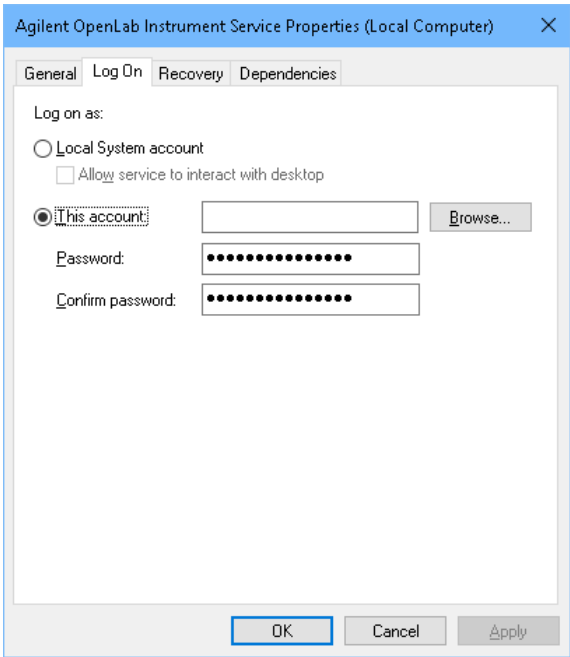 Agilent OpenLab Instrument Service Properties (Local Computer)
General Log On Recovery Dependencies
Log on as:
Local System account
Allow service to interact with desktop
This account: Browse...
Password: •••••••••••••••
Confirm password: •••••••••••••••
OK Cancel Apply